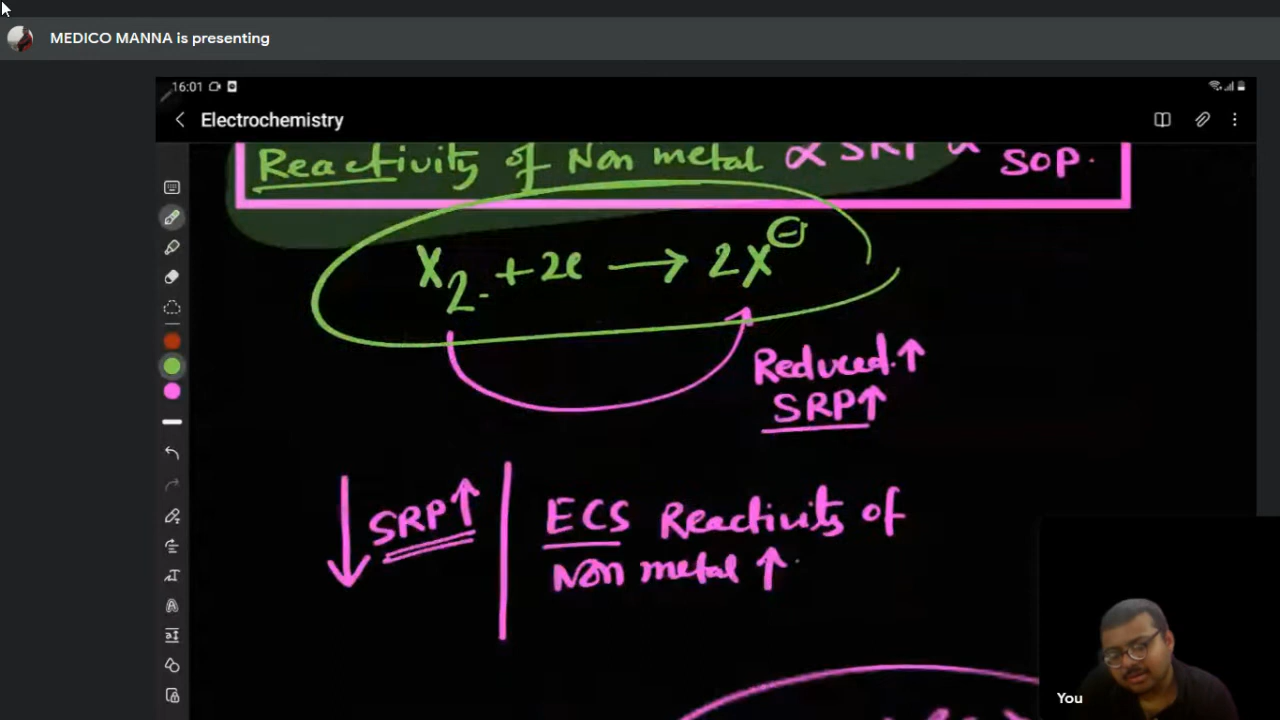 MEDICO MANNA is presenting
16:01
Electrochemistry
Reactivity of Non metal ∝ SRP ∝
SOP.
X₂ + 2e ⟶ 2X⊖
Reduced. ↑
SRP↑
↓ SRP↑ | ECS Reactivity of
Non metal ↑
You